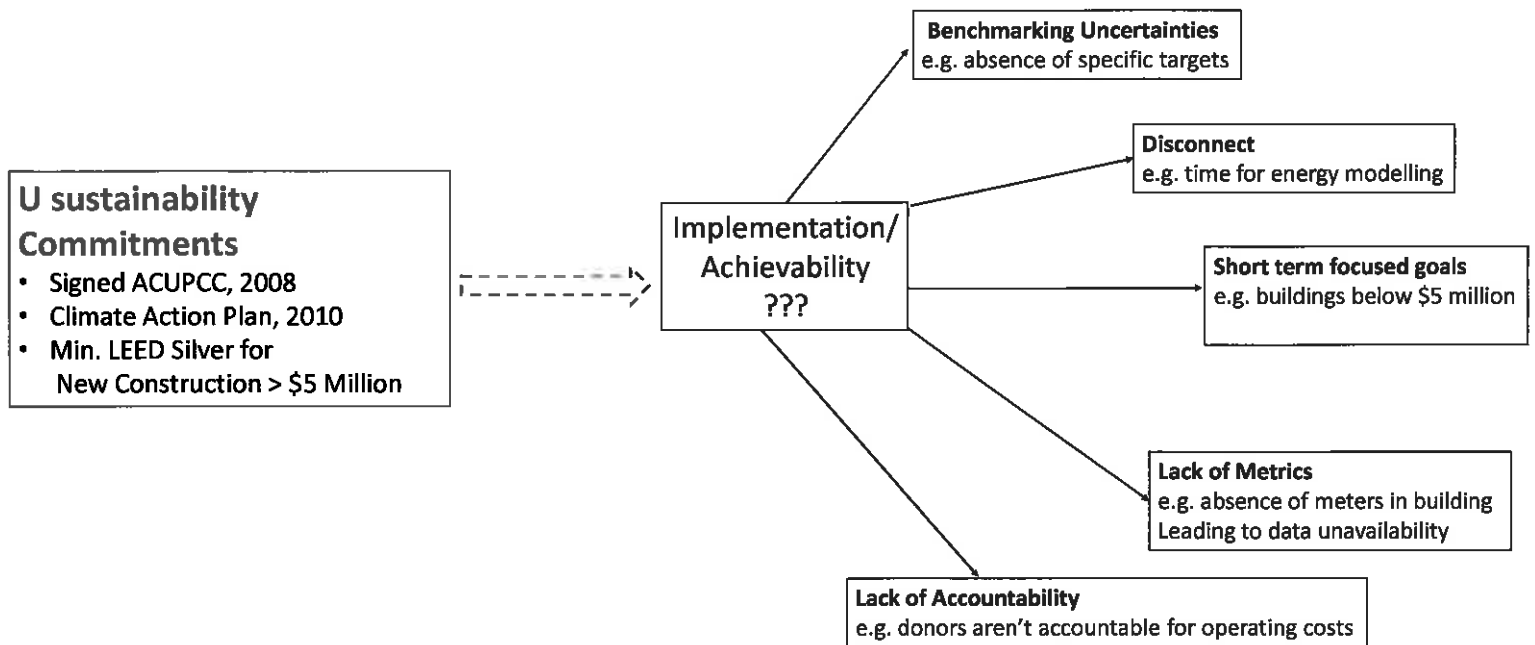 Benchmarking Uncertainties
e.g. absence of specific targets
Disconnect
e.g. time for energy modelling
U sustainability
Commitments
• Signed ACUPCC, 2008
• Climate Action Plan, 2010
• Min. LEED Silver for
New Construction > $5 Million
Implementation/
Achievability
???
Short term focused goals
e.g. buildings below $5 million
Lack of Metrics
e.g. absence of meters in building
Leading to data unavailability
Lack of Accountability
e.g. donors aren't accountable for operating costs